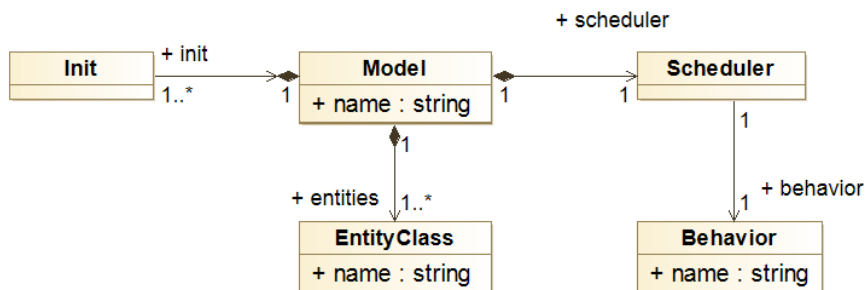 + scheduler
Init
+ init
1..*
1
Model
+ name : string
1
1
Scheduler
1
1
+ entities
1..*
+ behavior
1
EntityClass
+ name : string
Behavior
+ name : string